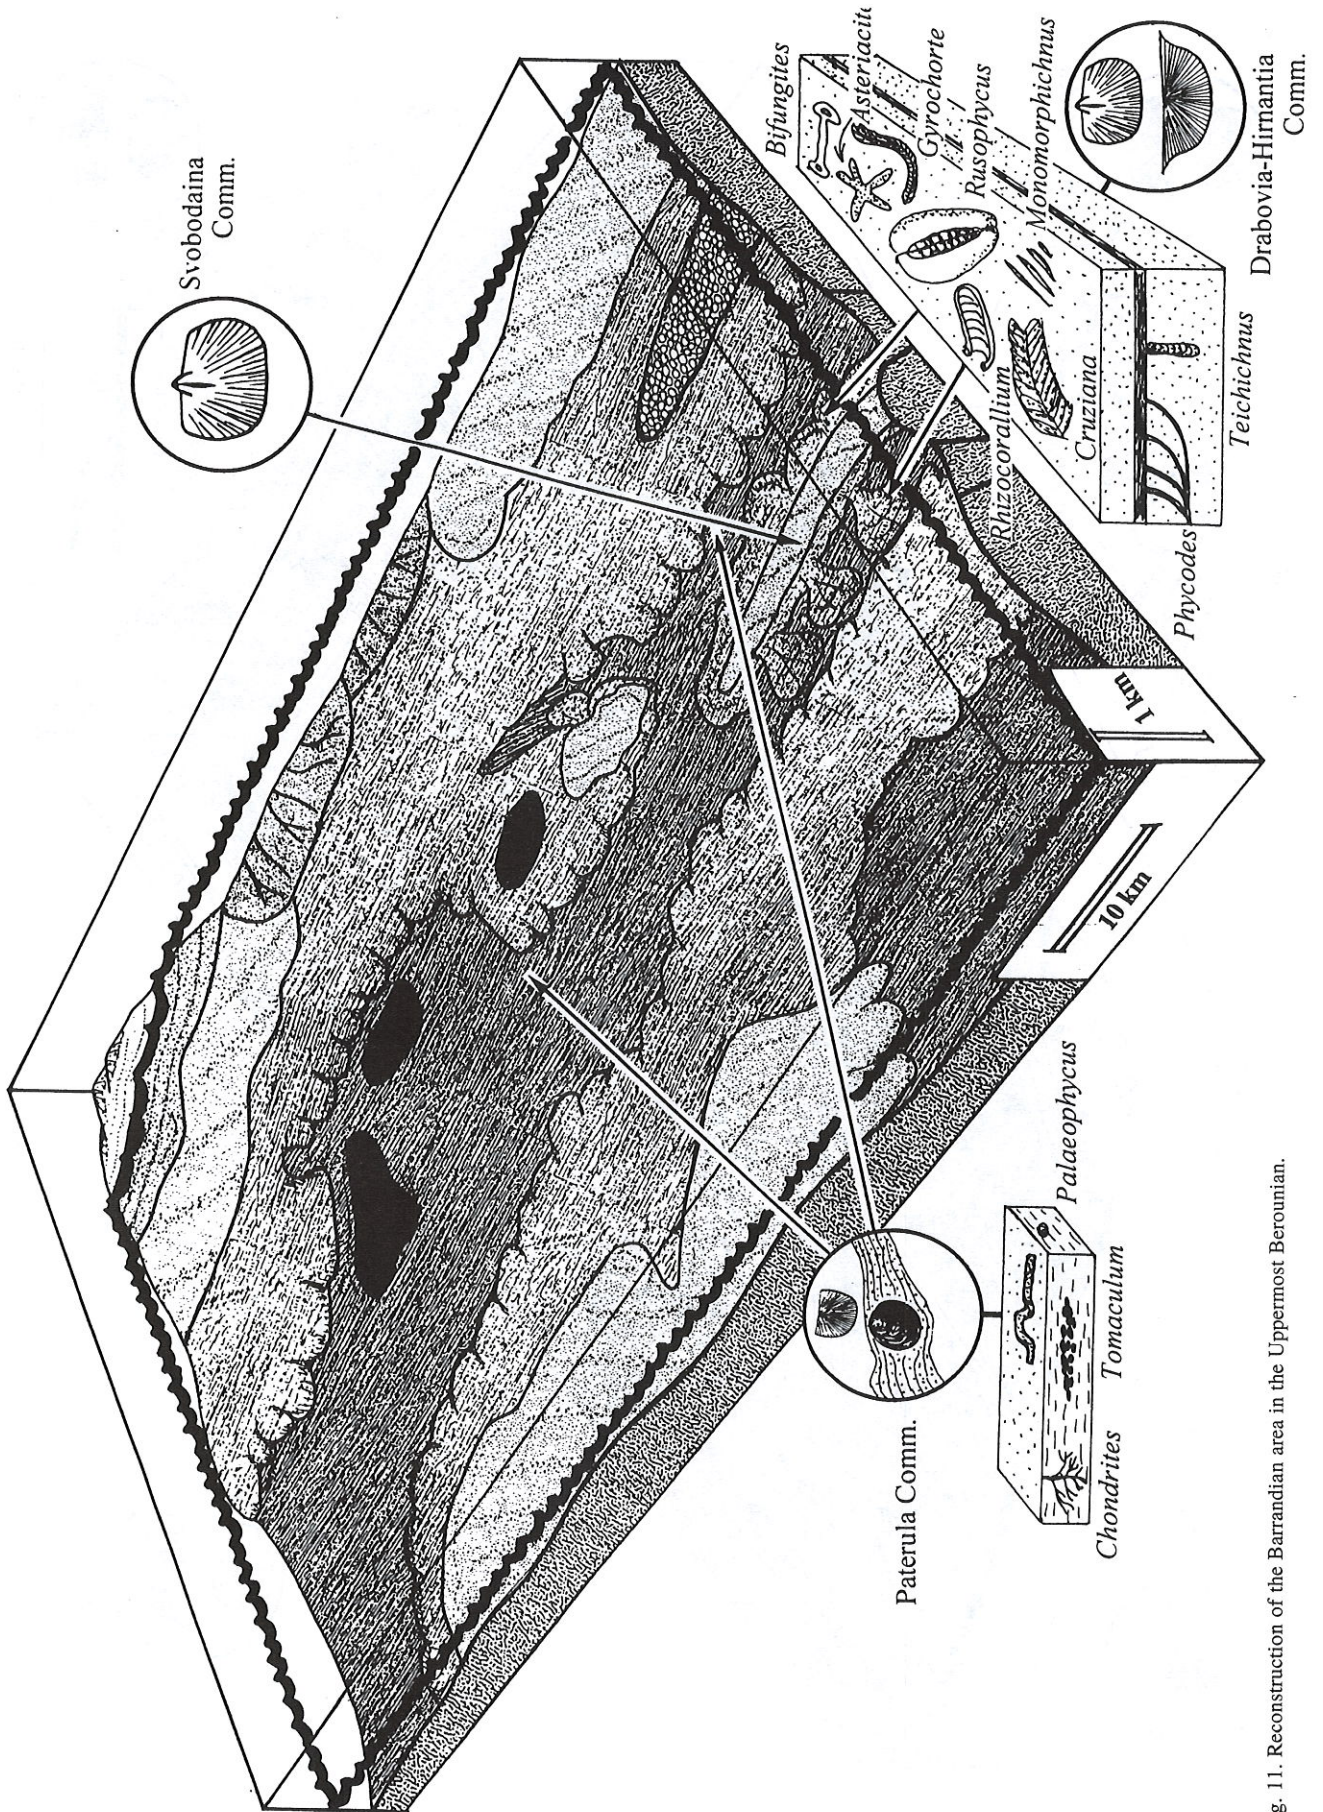 Svobodaina
Comm.
Bifungites
Asteriacit
Gyrochorte
Rusophycus
Monomorphichnus
Rhizocorallium
Cruziana
Drabovia-Hirnantia
Comm.
Teichichnus
Phycodes
1 km
10 km
Palaeophycus
Tomaculum
Chondrites
Paterula Comm.
g. 11. Reconstruction of the Barrandian area in the Uppermost Berounian.